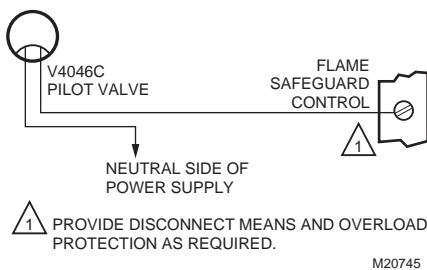 V4046C
PILOT VALVE
FLAME
SAFEGUARD
CONTROL
1
NEUTRAL SIDE OF
POWER SUPPLY
1 PROVIDE DISCONNECT MEANS AND OVERLOAD
PROTECTION AS REQUIRED.
M20745